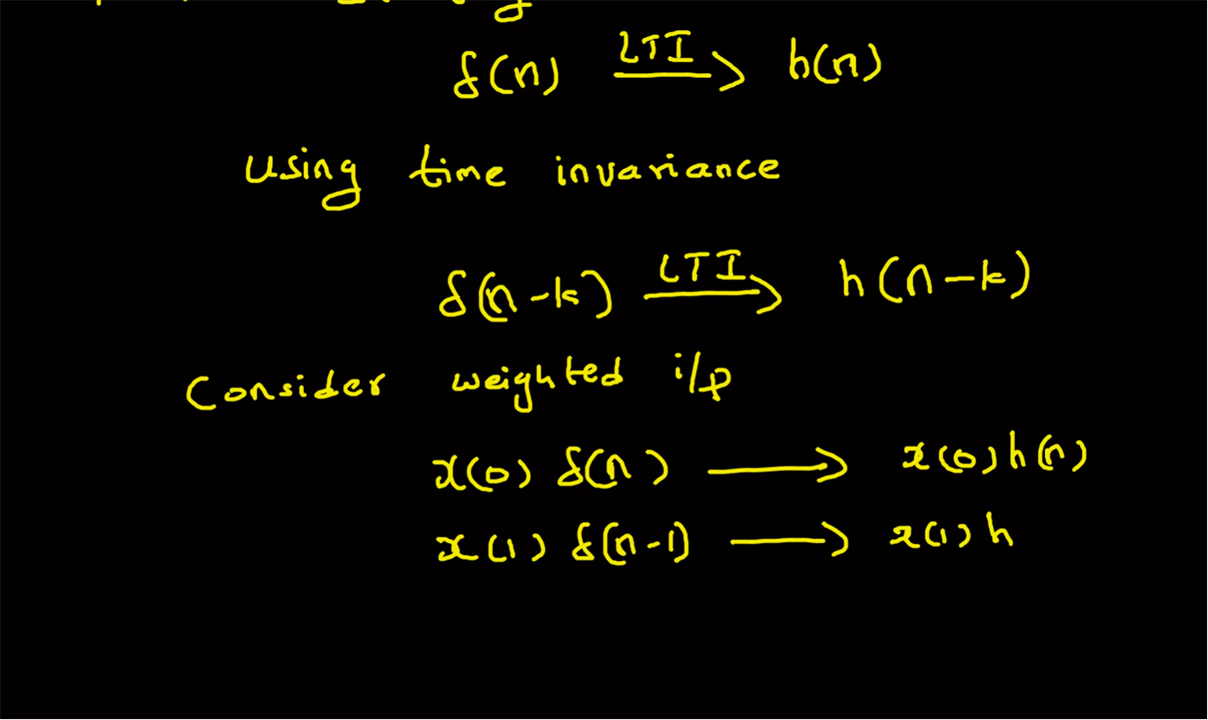 δ(n) LTI → h(n)
Using time invariance
δ(n-k) LTI → h(n-k)
Consider weighted i/p
x(0) δ(n) → x(0) h(n)
x(1) δ(n-1) → x(1) h